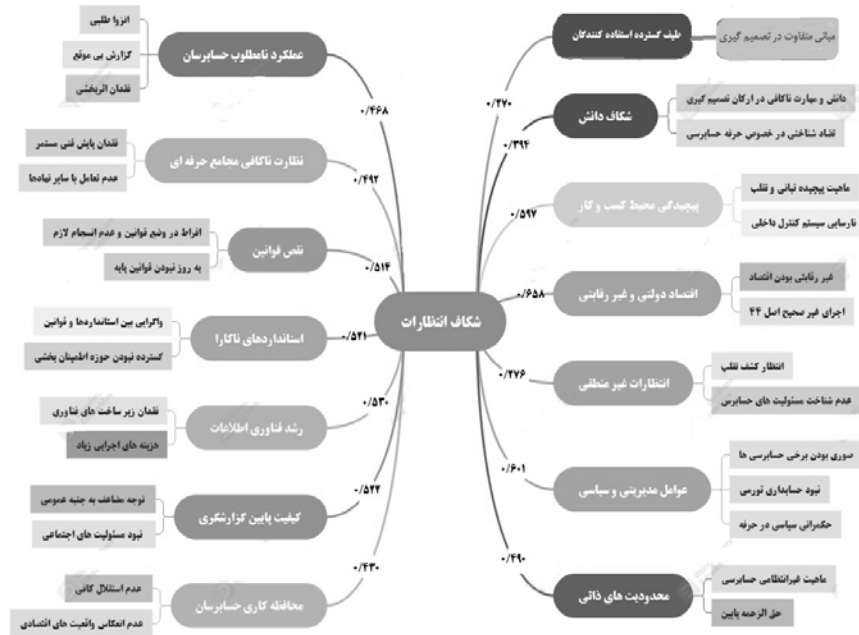 شکاف انتظارات
طیف گسترده استفاده کنندگان
۰/۲۷۰
مبانی متفاوت در تصمیم گیری
شکاف دانش
۰/۳۹۴
دانش و مهارت ناکافی در ارکان تصمیم گیری
تضاد شناختی در خصوص حرفه حسابرسی
پیچیدگی محیط کسب و کار
۰/۵۹۷
ماهیت پیچیده تبانی و تقلب
نارسایی سیستم کنترل داخلی
اقتصاد دولتی و غیر رقابتی
۰/۶۵۸
غیر رقابتی بودن اقتصاد
اجرای غیر صحیح اصل ۴۴
انتظارات غیر منطقی
۰/۲۷۶
انتظار کشف تقلب
عدم شناخت مسئولیت های حسابرسی
عوامل مدیریتی و سیاسی
۰/۶۰۱
صوری بودن برخی حسابرسی ها
نبود حسابداری تورمی
حکمرانی سیاسی در حرفه
محدودیت های ذاتی
۰/۴۹۰
ماهیت غیرانتظامی حسابرسی
حق الزحمه پایین
عملکرد نامطلوب حسابرسان
۰/۴۶۸
انزوا طلبی
گزارش بی موقع
فقدان اثربخشی
نظارت ناکافی مجامع حرفه ای
۰/۴۹۲
فقدان پایش فنی مستمر
عدم تعامل با سایر نهادها
نقص قوانین
۰/۵۱۴
افراط در وضع قوانین و عدم انسجام لازم
به روز نبودن قوانین پایه
استانداردهای ناکارا
۰/۵۲۱
واگرایی بین استانداردها و قوانین
گسترده نبودن حوزه اطمینان بخشی
رشد فناوری اطلاعات
۰/۵۳۰
فقدان زیر ساخت های فناوری
هزینه های اجرایی زیاد
کیفیت پایین گزارشگری
۰/۵۲۲
توجه مضاعف به جنبه عمومی
نبود مسئولیت های اجتماعی
محافظه کاری حسابرسان
۰/۴۳۰
عدم استقلال کافی
عدم انعکاس واقعیت های اقتصادی